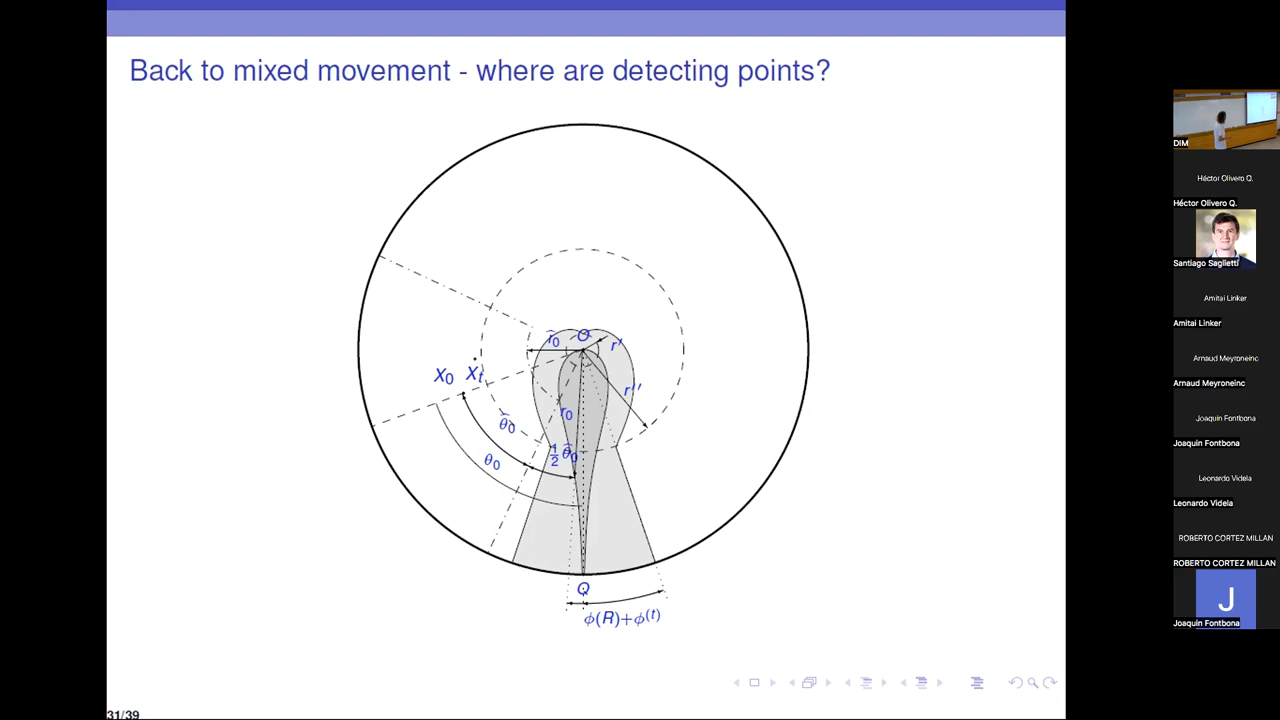 Back to mixed movement - where are detecting points?
O
r̂₀
r′
X₀ Xₜ
r″
r₀
θ̂₀
½θ̂₀
θ₀
Q
ϕ(R)+ϕ⁽ᵗ⁾
31/39
DIM
Héctor Olivero Q.
Héctor Olivero Q.
Santiago Saglietti
Amitai Linker
Amitai Linker
Arnaud Meyroneinc
Arnaud Meyroneinc
Joaquin Fontbona
Joaquin Fontbona
Leonardo Videla
Leonardo Videla
ROBERTO CORTEZ MILLAN
ROBERTO CORTEZ MILLAN
J
Joaquin Fontbona